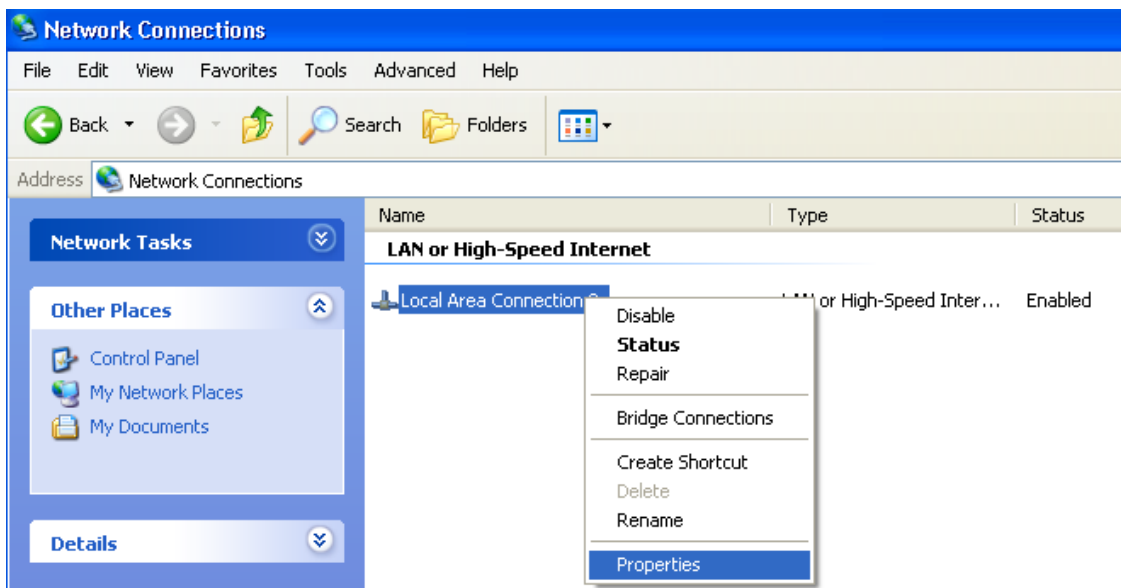 Network Connections
File Edit View Favorites Tools Advanced Help
Back Search Folders
Address Network Connections
Name Type Status
Network Tasks
LAN or High-Speed Internet
Other Places
Local Area Connection or High-Speed Inter... Enabled
Control Panel
My Network Places
My Documents
Details
Disable
Status
Repair
Bridge Connections
Create Shortcut
Delete
Rename
Properties